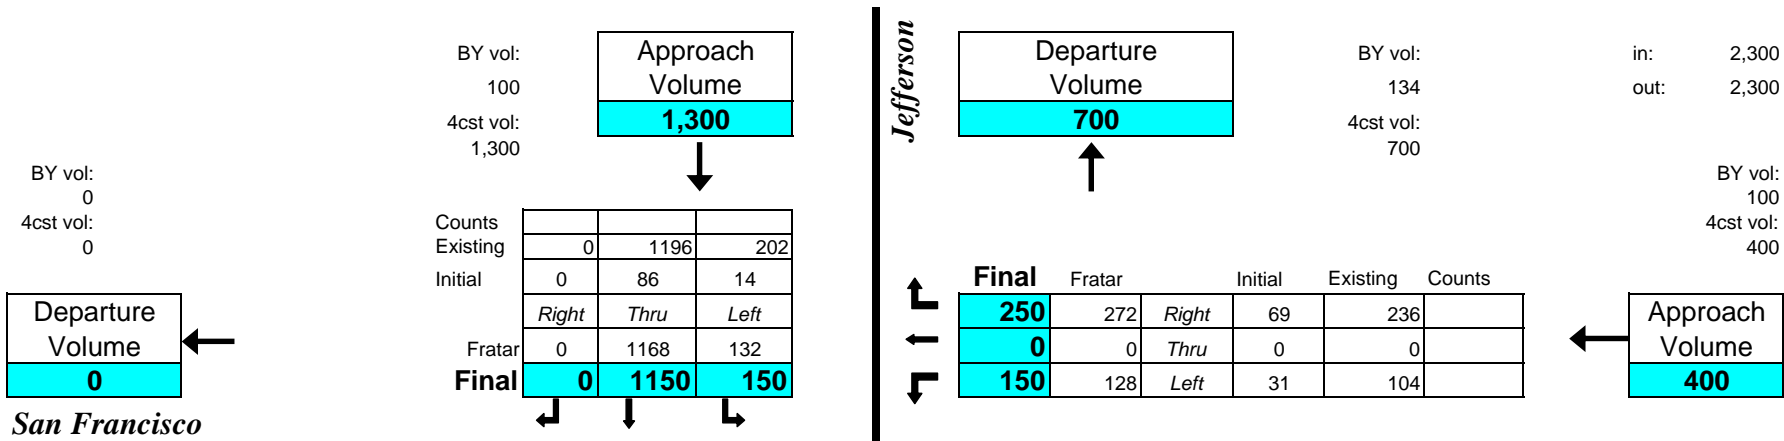 BY vol:
100
4cst vol:
1,300
Approach
Volume
1,300
Jefferson
Departure
Volume
700
BY vol:
134
4cst vol:
700
in: 2,300
out: 2,300
BY vol:
0
4cst vol:
0
BY vol:
100
4cst vol:
400
Counts
Existing 0 1196 202
Initial 0 86 14
Right Thru Left
Fratar 0 1168 132
Final 0 1150 150
Final Fratar Initial Existing Counts
250 272 Right 69 236
0 0 Thru 0 0
150 128 Left 31 104
Departure
Volume
0
Approach
Volume
400
San Francisco